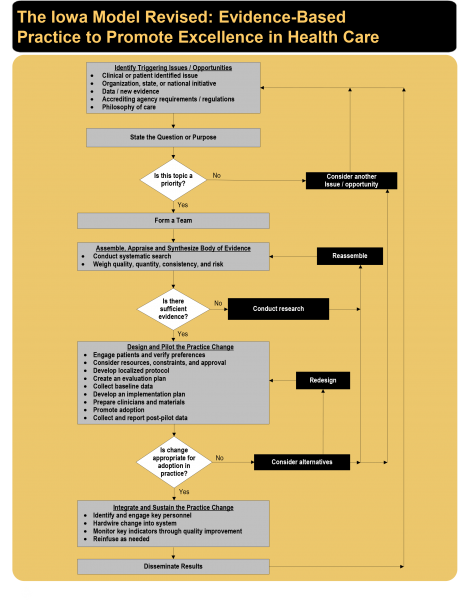 The Iowa Model Revised: Evidence-Based
Practice to Promote Excellence in Health Care
Identify Triggering Issues / Opportunities
• Clinical or patient identified issue
• Organization, state, or national initiative
• Data / new evidence
• Accrediting agency requirements / regulations
• Philosophy of care
State the Question or Purpose
Is this topic a
priority?
No
Consider another
Issue / opportunity
Yes
Form a Team
Assemble, Appraise and Synthesize Body of Evidence
• Conduct systematic search
• Weigh quality, quantity, consistency, and risk
Reassemble
Is there
sufficient
evidence?
No
Conduct research
Yes
Design and Pilot the Practice Change
• Engage patients and verify preferences
• Consider resources, constraints, and approval
• Develop localized protocol
• Create an evaluation plan
• Collect baseline data
• Develop an implementation plan
• Prepare clinicians and materials
• Promote adoption
• Collect and report post-pilot data
Redesign
Is change
appropriate for
adoption in
practice?
No
Consider alternatives
Yes
Integrate and Sustain the Practice Change
• Identify and engage key personnel
• Hardwire change into system
• Monitor key indicators through quality improvement
• Reinfuse as needed
Disseminate Results